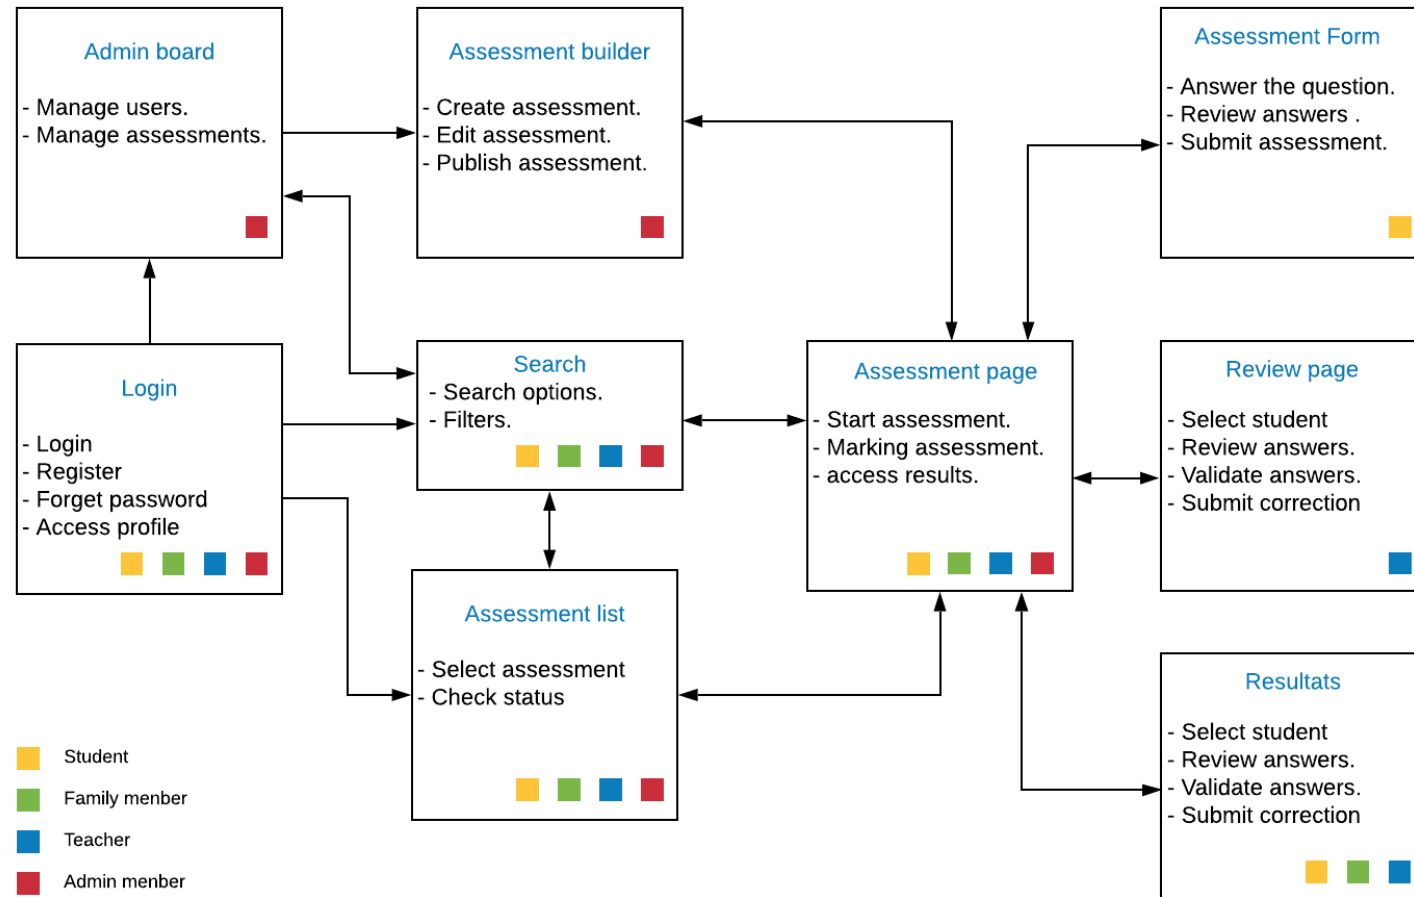 Admin board
- Manage users.
- Manage assessments.
Assessment builder
- Create assessment.
- Edit assessment.
- Publish assessment.
Assessment Form
- Answer the question.
- Review answers .
- Submit assessment.
Login
- Login
- Register
- Forget password
- Access profile
Search
- Search options.
- Filters.
Assessment page
- Start assessment.
- Marking assessment.
- access results.
Review page
- Select student
- Review answers.
- Validate answers.
- Submit correction
Assessment list
- Select assessment
- Check status
Resultats
- Select student
- Review answers.
- Validate answers.
- Submit correction
Student
Family menber
Teacher
Admin menber